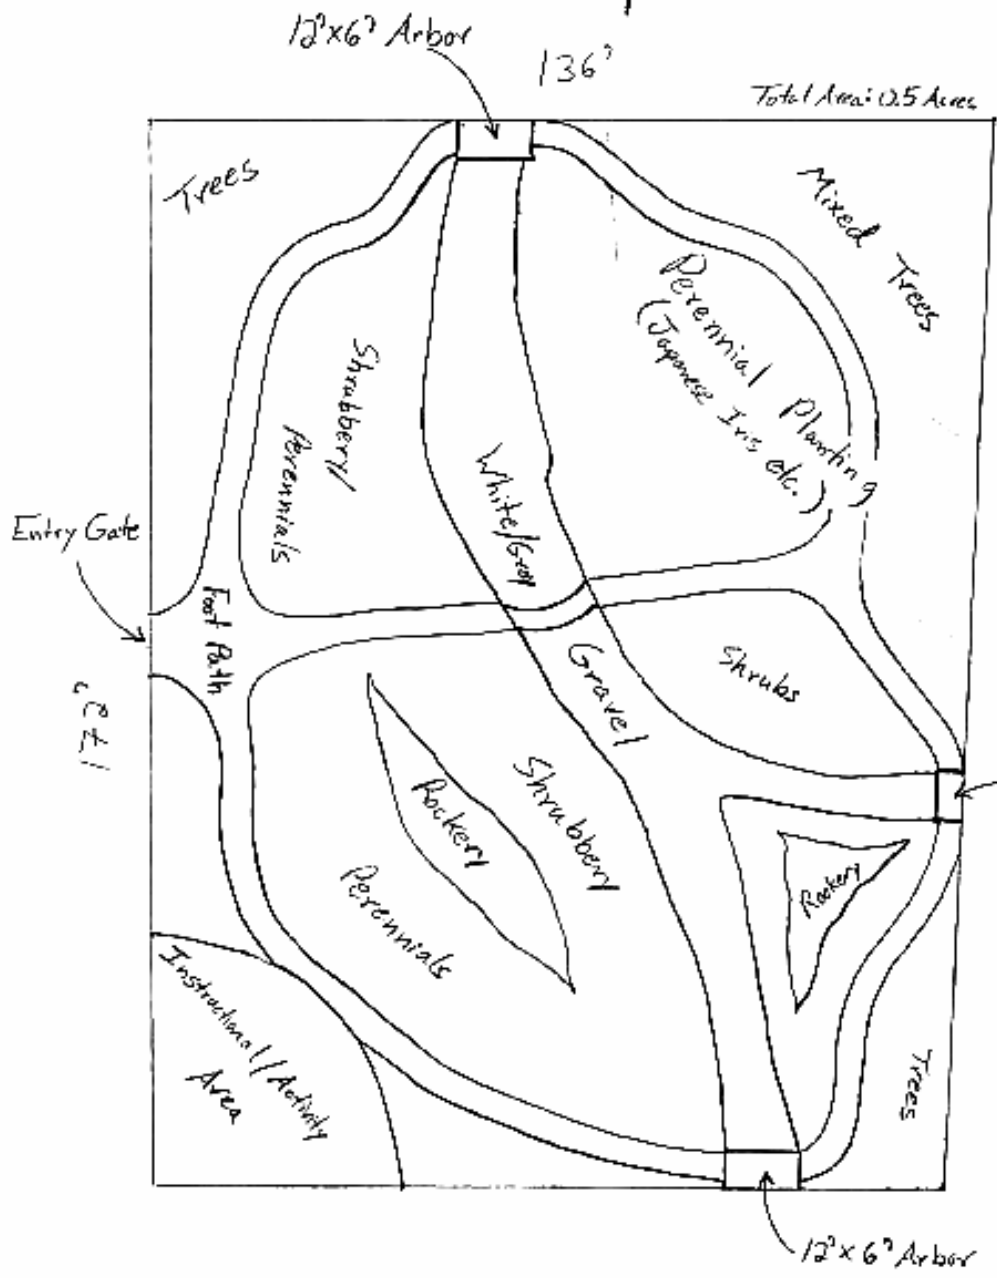 12'x6' Arbor
136'
Total Area: 0.5 Acres
Trees
Mixed Trees
Perennial Planting
(Japanese Iris etc.)
Shrubbery/
Perennials
White/Gray
Gravel
Entry Gate
Foot Path
172'
Shrubs
Shrubbery
Rockery
Perennials
Rockery
Instructional/Activity
Area
Trees
12'x6' Arbor